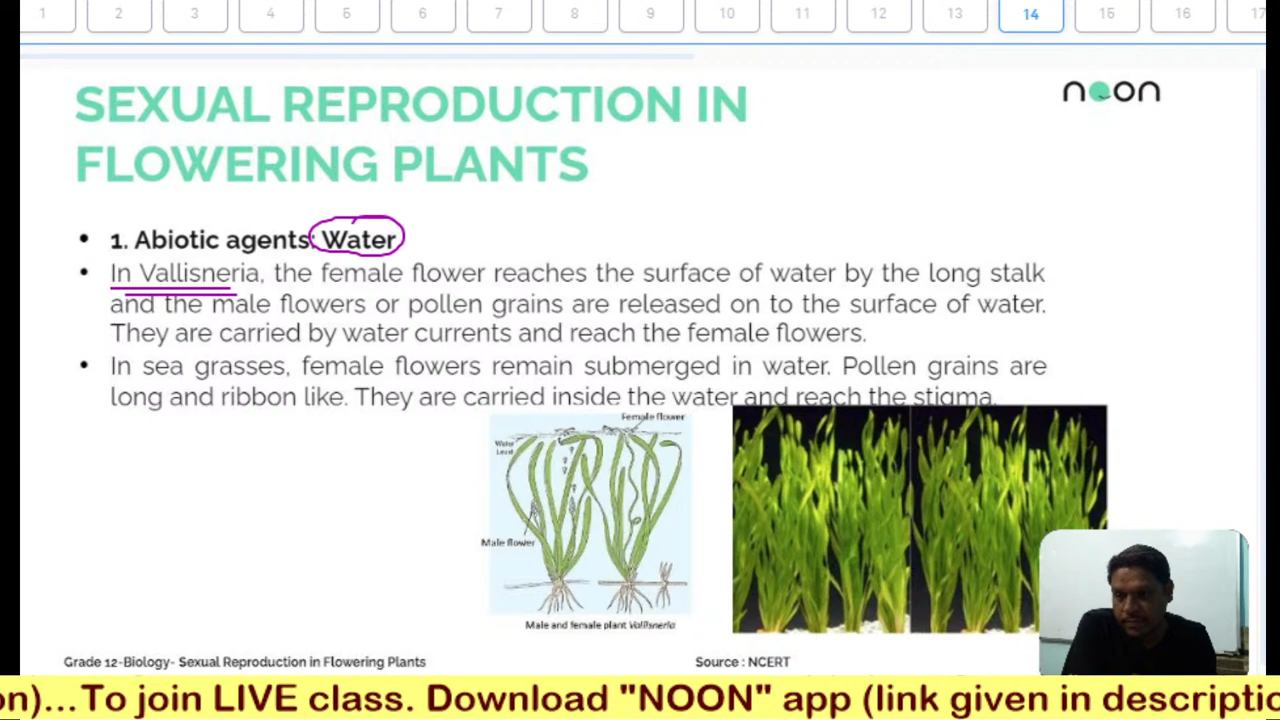 1 2 3 4 5 6 7 8 9 10 11 12 13 14 15 16 17
SEXUAL REPRODUCTION IN
noon
FLOWERING PLANTS
• 1. Abiotic agents: Water
• In Vallisneria, the female flower reaches the surface of water by the long stalk
and the male flowers or pollen grains are released on to the surface of water.
They are carried by water currents and reach the female flowers.
• In sea grasses, female flowers remain submerged in water. Pollen grains are
long and ribbon like. They are carried inside the water and reach the stigma.
Female flower
Water
Level
Male flower
Male and female plant Vallisneria
Grade 12-Biology- Sexual Reproduction in Flowering Plants
Source : NCERT
on)...To join LIVE class. Download "NOON" app (link given in descriptio